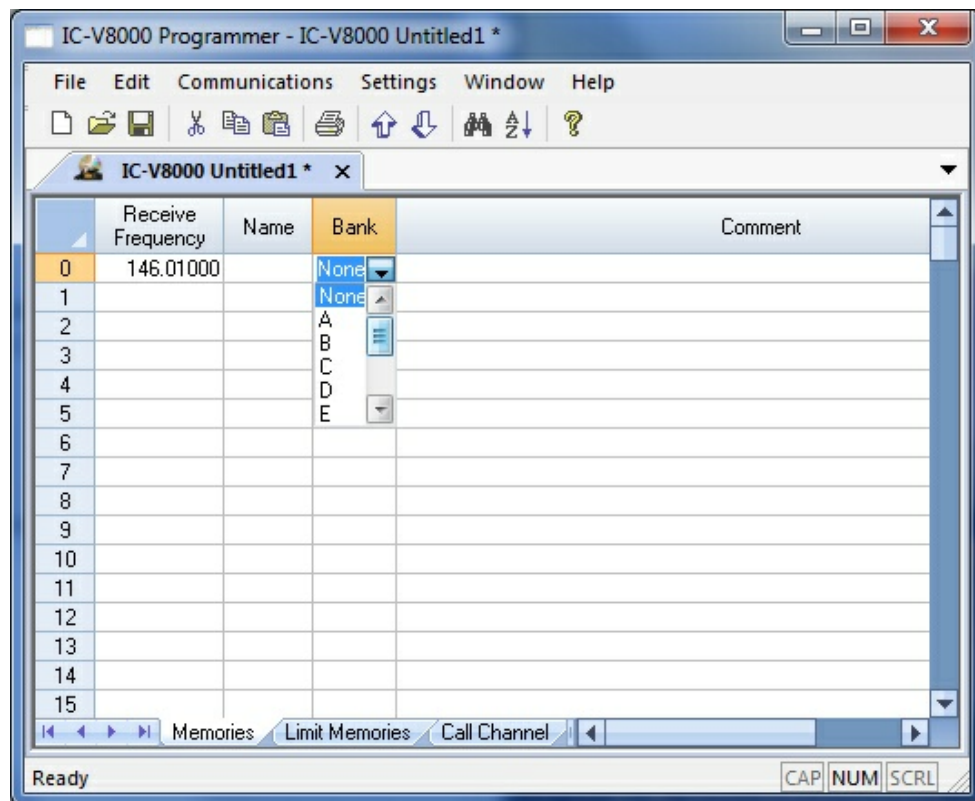 IC-V8000 Programmer - IC-V8000 Untitled1 *
File Edit Communications Settings Window Help
IC-V8000 Untitled1 *
Receive Frequency Name Bank Comment
0 146.01000 None
1 None
2 A
3 B
C
4 D
5 E
6
7
8
9
10
11
12
13
14
15
Memories Limit Memories Call Channel
Ready CAP NUM SCRL